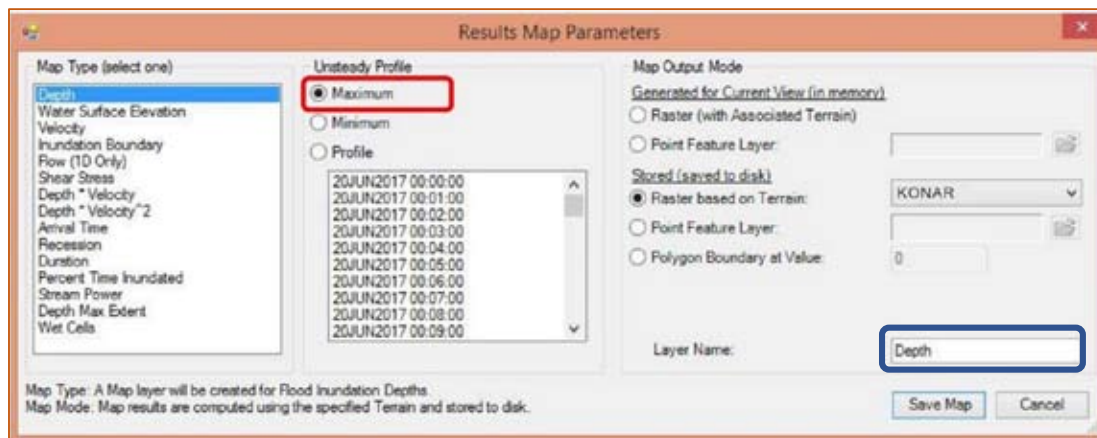 Results Map Parameters
Map Type (select one)
Depth
Water Surface Elevation
Velocity
Inundation Boundary
Flow (1D Only)
Shear Stress
Depth * Velocity
Depth * Velocity^2
Arrival Time
Recession
Duration
Percent Time Inundated
Stream Power
Depth Max Extent
Wet Cells
Unsteady Profile
Maximum
Minimum
Profile
20JUN2017 00:00:00
20JUN2017 00:01:00
20JUN2017 00:02:00
20JUN2017 00:03:00
20JUN2017 00:04:00
20JUN2017 00:05:00
20JUN2017 00:06:00
20JUN2017 00:07:00
20JUN2017 00:08:00
20JUN2017 00:09:00
Map Output Mode
Generated for Current View (in memory)
Raster (with Associated Terrain)
Point Feature Layer:
Stored (saved to disk)
Raster based on Terrain: KONAR
Point Feature Layer:
Polygon Boundary at Value: 0
Layer Name: Depth
Map Type: A Map layer will be created for Flood Inundation Depths.
Map Mode: Map results are computed using the specified Terrain and stored to disk.
Save Map Cancel